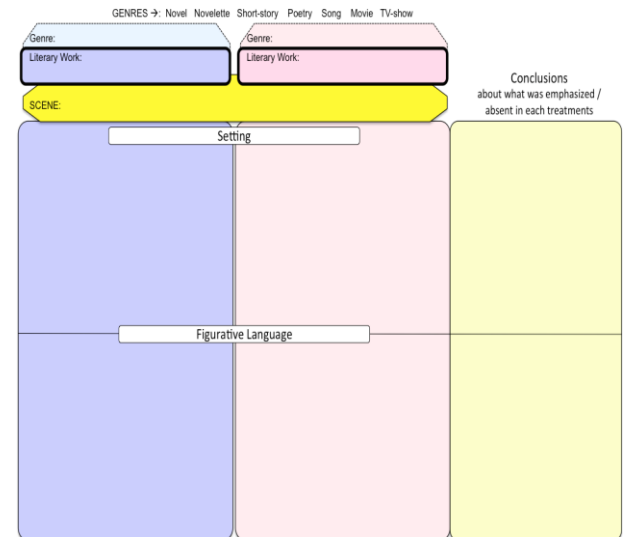 GENRES →: Novel Novelette Short-story Poetry Song Movie TV-show
Genre:
Genre:
Literary Work:
Literary Work:
SCENE:
Conclusions
about what was emphasized /
absent in each treatments
Setting
Figurative Language